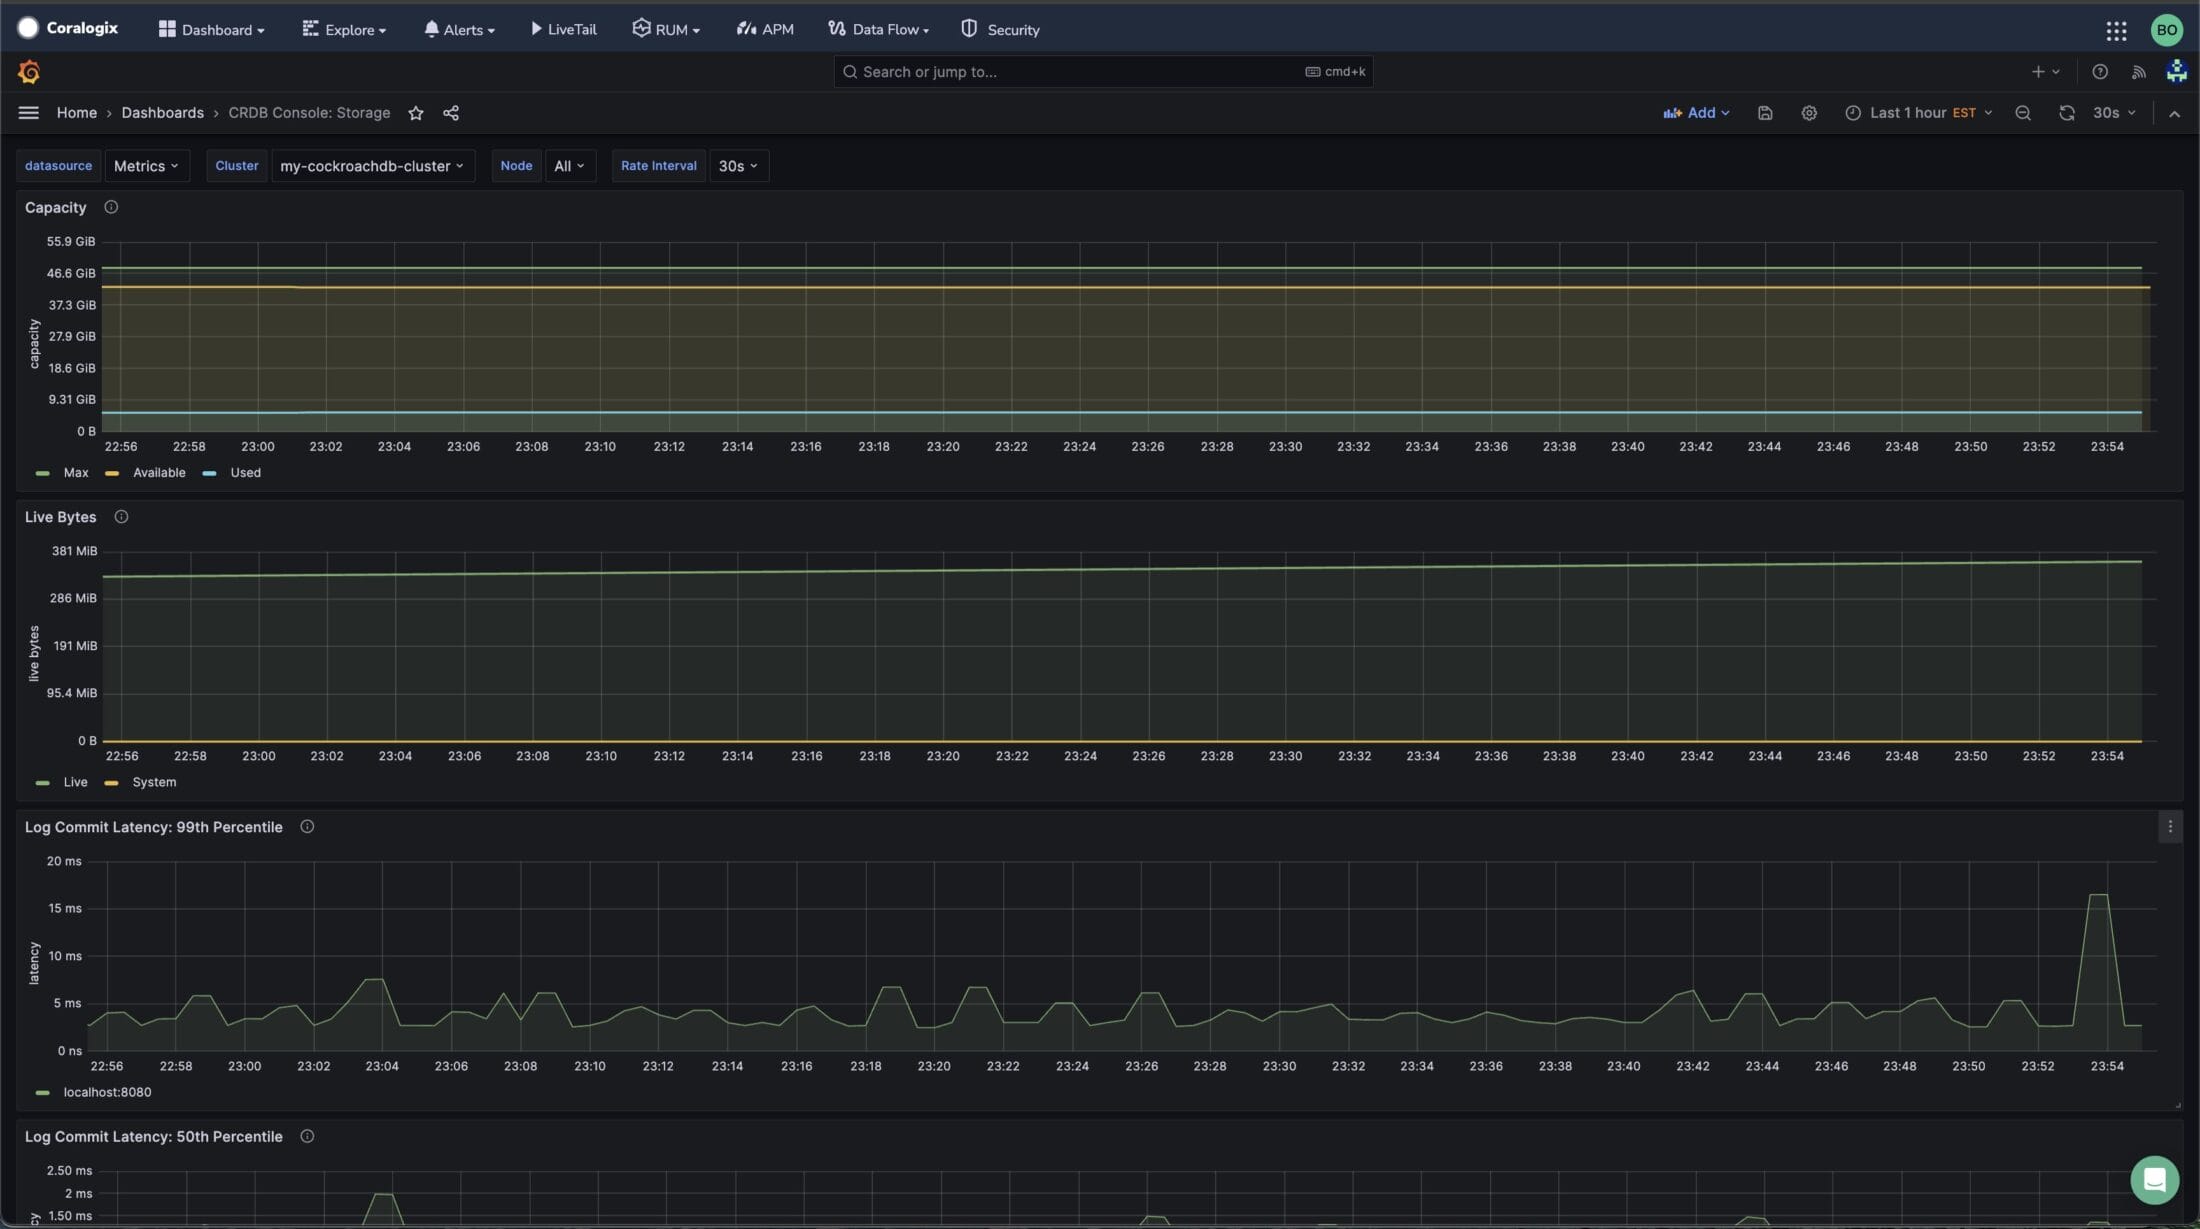 Coralogix Dashboard Explore Alerts LiveTail RUM APM Data Flow Security BO
Search or jump to... cmd+k
Home › Dashboards › CRDB Console: Storage Add Last 1 hour EST 30s
datasource Metrics Cluster my-cockroachdb-cluster Node All Rate Interval 30s
Capacity
55.9 GiB
46.6 GiB
37.3 GiB
27.9 GiB
18.6 GiB
9.31 GiB
0 B
capacity
22:56 22:58 23:00 23:02 23:04 23:06 23:08 23:10 23:12 23:14 23:16 23:18 23:20 23:22 23:24 23:26 23:28 23:30 23:32 23:34 23:36 23:38 23:40 23:42 23:44 23:46 23:48 23:50 23:52 23:54
Max Available Used
Live Bytes
381 MiB
286 MiB
191 MiB
95.4 MiB
0 B
live bytes
22:56 22:58 23:00 23:02 23:04 23:06 23:08 23:10 23:12 23:14 23:16 23:18 23:20 23:22 23:24 23:26 23:28 23:30 23:32 23:34 23:36 23:38 23:40 23:42 23:44 23:46 23:48 23:50 23:52 23:54
Live System
Log Commit Latency: 99th Percentile
20 ms
15 ms
10 ms
5 ms
0 ns
latency
22:56 22:58 23:00 23:02 23:04 23:06 23:08 23:10 23:12 23:14 23:16 23:18 23:20 23:22 23:24 23:26 23:28 23:30 23:32 23:34 23:36 23:38 23:40 23:42 23:44 23:46 23:48 23:50 23:52 23:54
localhost:8080
Log Commit Latency: 50th Percentile
2.50 ms
2 ms
1.50 ms
cy